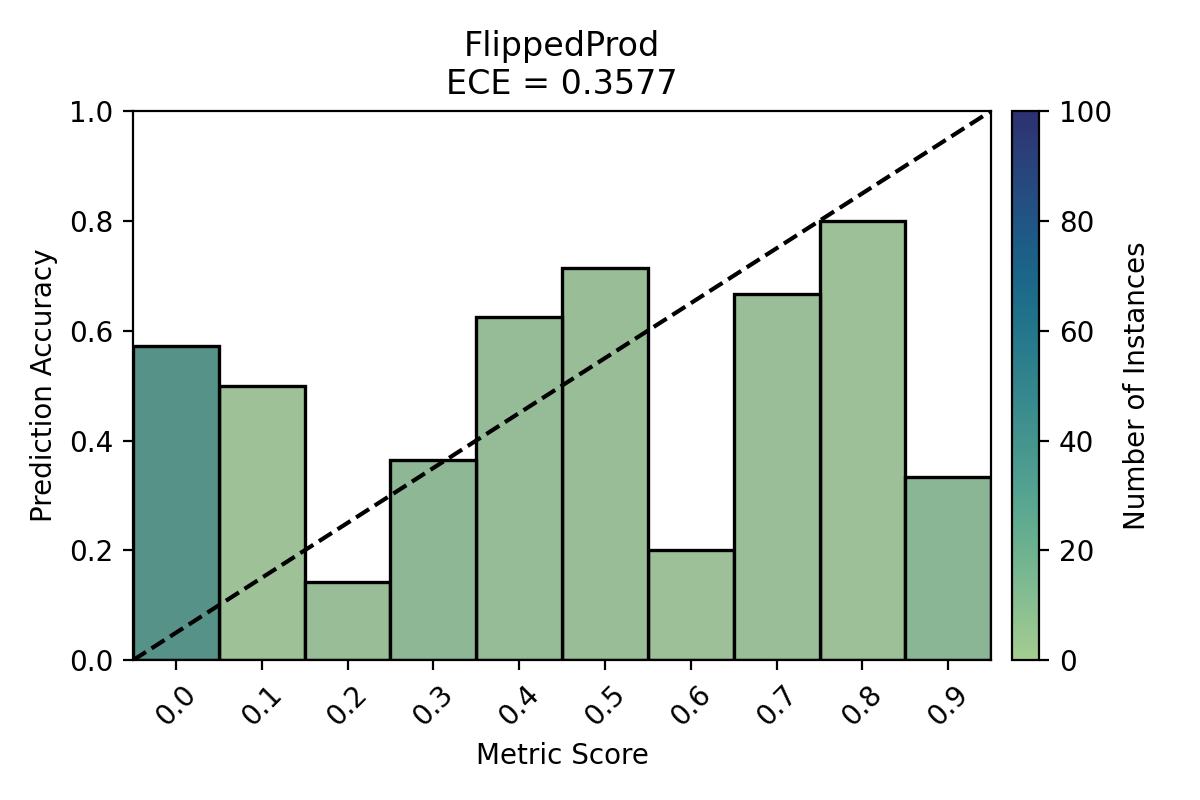 FlippedProd
ECE = 0.3577
1.0
0.8
0.6
0.4
0.2
0.0
Prediction Accuracy
0.0 0.1 0.2 0.3 0.4 0.5 0.6 0.7 0.8 0.9
Metric Score
100
80
60
40
20
0
Number of Instances